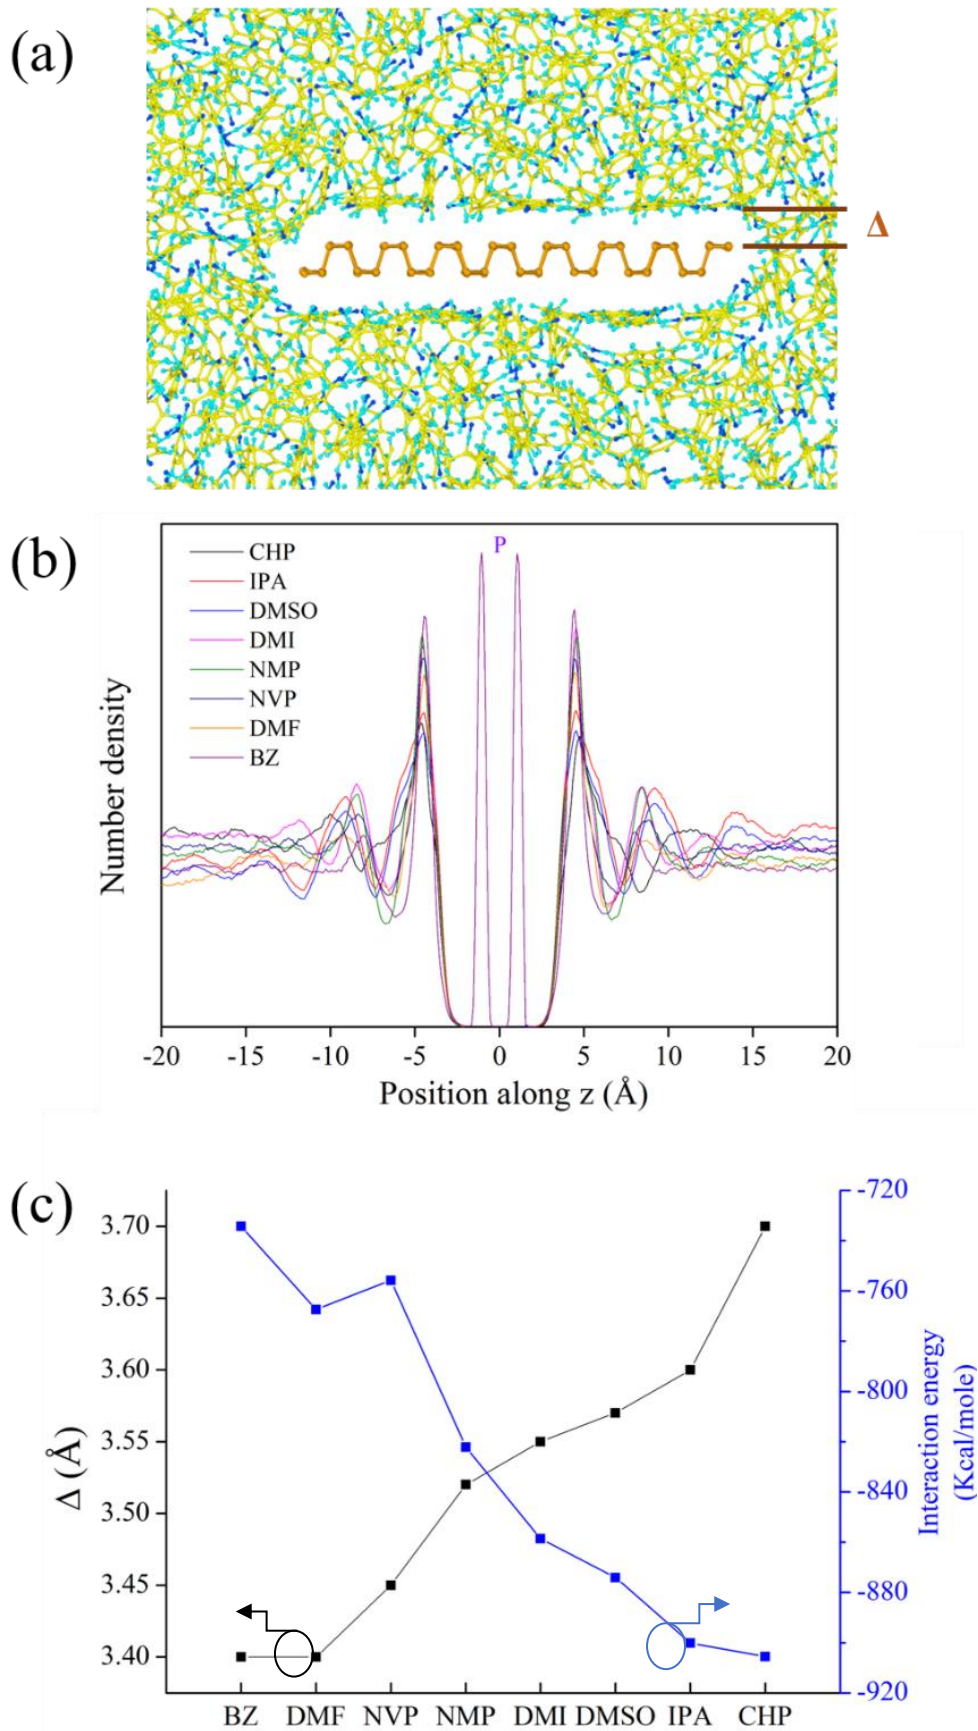 (a)
Δ
(b)
P
CHP
IPA
DMSO
DMI
NMP
NVP
DMF
BZ
Number density
-20 -15 -10 -5 0 5 10 15 20
Position along z (Å)
(c)
3.70
3.65
3.60
3.55
3.50
3.45
3.40
Δ (Å)
-720
-760
-800
-840
-880
-920
Interaction energy
(Kcal/mole)
BZ DMF NVP NMP DMI DMSO IPA CHP